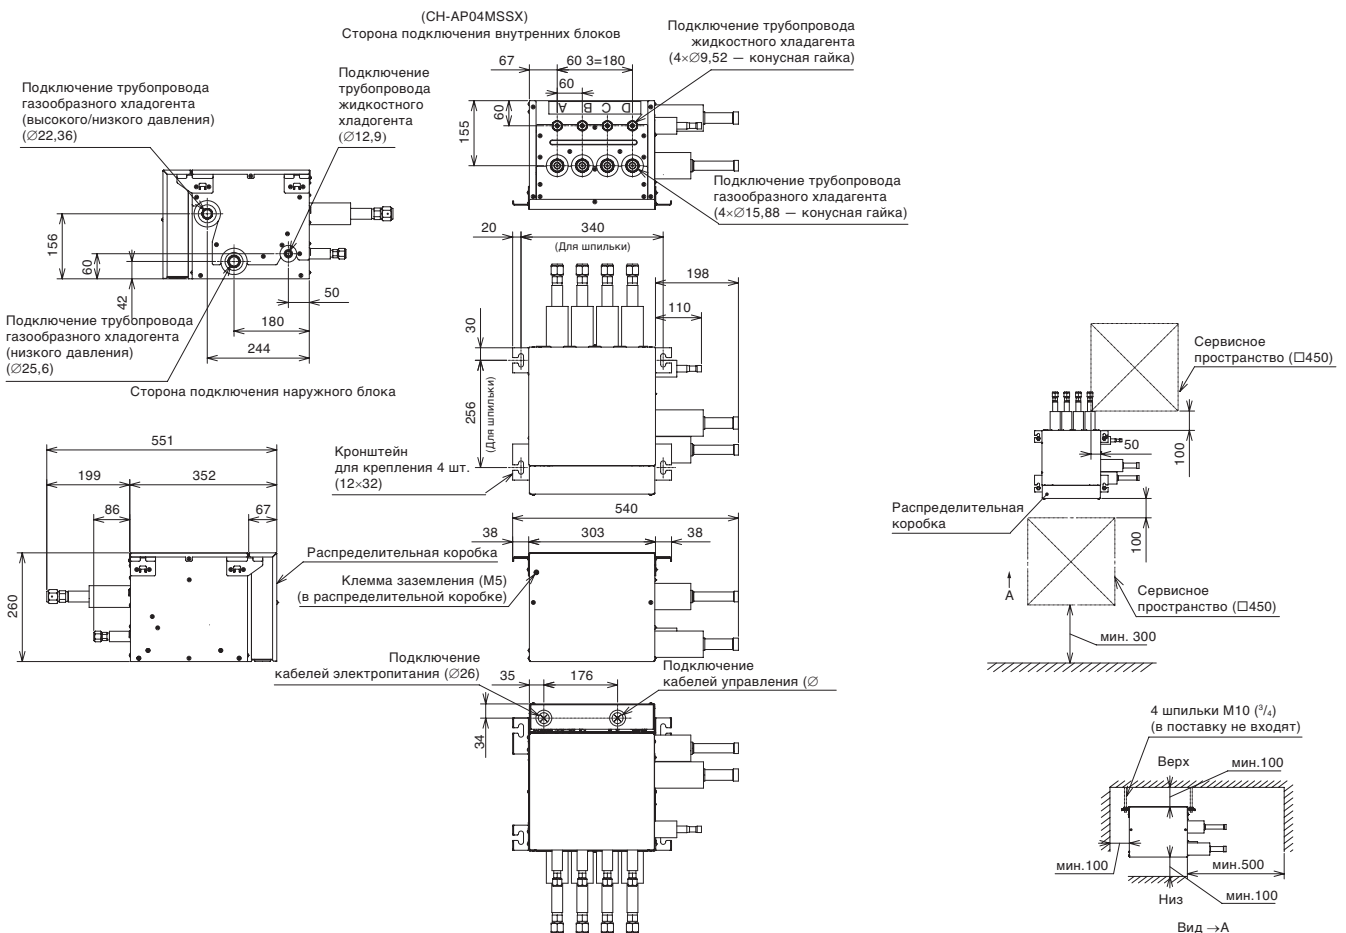 (CH-AP04MSSX)
Сторона подключения внутренних блоков
Подключение трубопровода
жидкостного хладагента
(4×∅9,52 — конусная гайка)
67
60 3=180
60
A B C D
60
155
Подключение
трубопровода
жидкостного
хладогента
(∅12,9)
Подключение трубопровода
газообразного хладогента
(высокого/низкого давления)
(∅22,36)
Подключение трубопровода
газообразного хладагента
(4×∅15,88 — конусная гайка)
156
60
42
50
180
244
Подключение трубопровода
газообразного хладогента
(низкого давления)
(∅25,6)
Сторона подключения наружного блока
20
340
(Для шпильки)
198
110
30
256
(Для шпильки)
Кронштейн
для крепления 4 шт.
(12×32)
551
199
352
86
67
260
540
38
303
38
Распределительная коробка
Клемма заземления (М5)
(в распределительной коробке)
Подключение
кабелей электропитания (∅26)
35
176
Подключение
кабелей управления (∅
34
Сервисное
пространство (□450)
50
100
Распределительная
коробка
100
A
Сервисное
пространство (□450)
мин. 300
4 шпильки М10 (³/₄)
(в поставку не входят)
Верх
мин.100
мин.100
мин.500
мин.100
Низ
Вид →А